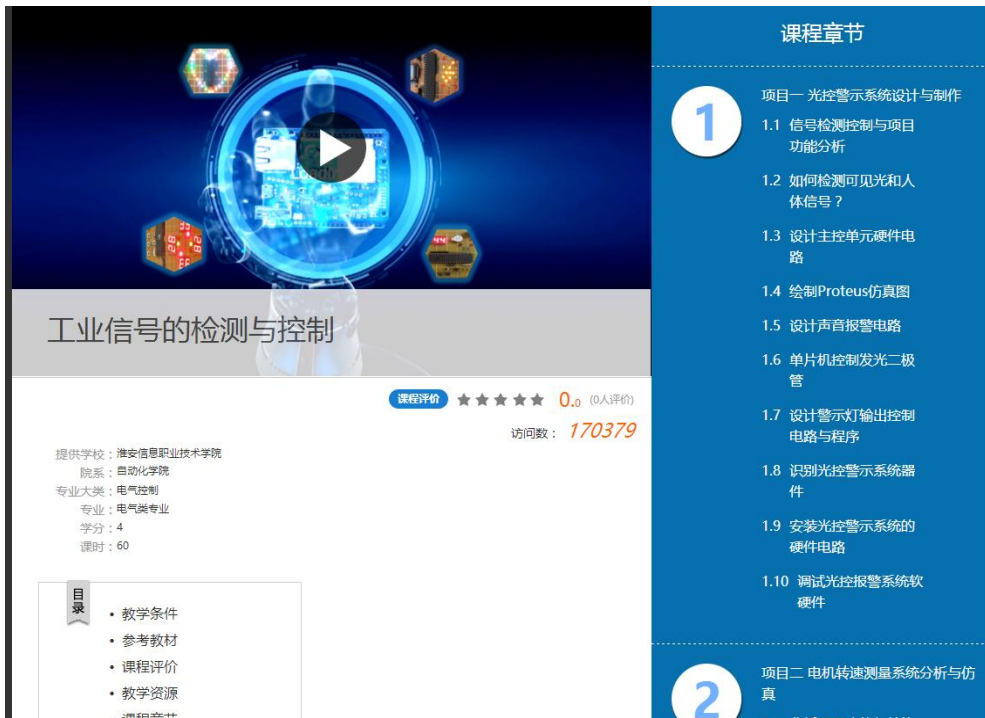 工业信号的检测与控制
课程评价 0.0 (0人评价)
访问数： 170379
提供学校：淮安信息职业技术学院
院系：自动化学院
专业大类：电气控制
专业：电气类专业
学分：4
课时：60
目录
• 教学条件
• 参考教材
• 课程评价
• 教学资源
课程章节
课程章节
1
项目一 光控警示系统设计与制作
1.1 信号检测控制与项目
功能分析
1.2 如何检测可见光和人
体信号？
1.3 设计主控单元硬件电
路
1.4 绘制Proteus仿真图
1.5 设计声音报警电路
1.6 单片机控制发光二极
管
1.7 设计警示灯输出控制
电路与程序
1.8 识别光控警示系统器
件
1.9 安装光控警示系统的
硬件电路
1.10 调试光控报警系统软
硬件
2
项目二 电机转速测量系统分析与仿
真